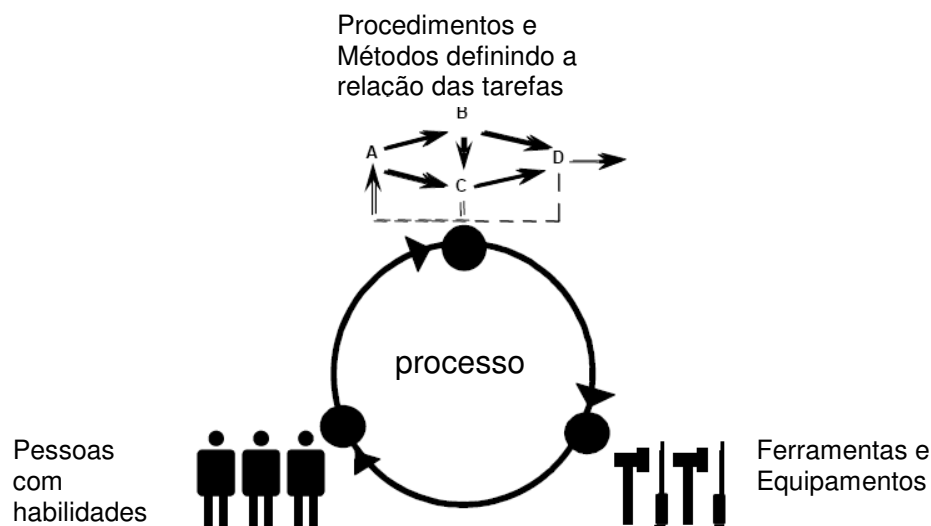 Procedimentos e
Métodos definindo a
relação das tarefas
B
A
D
C
processo
Pessoas
com
habilidades
Ferramentas e
Equipamentos